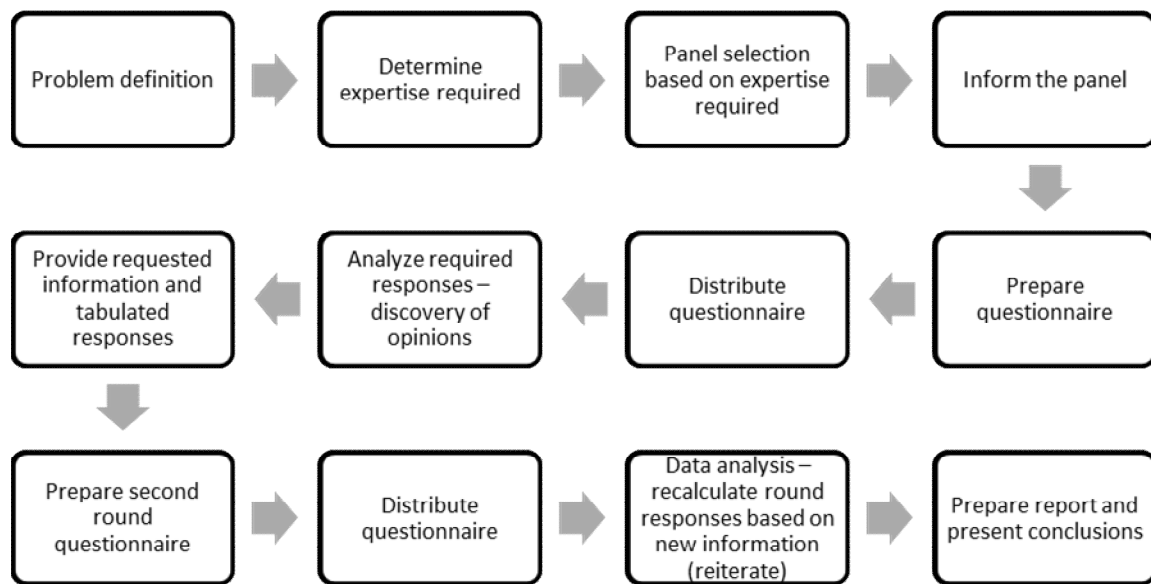 Problem definition
Determine
expertise required
Panel selection
based on expertise
required
Inform the panel
Provide requested
information and
tabulated
responses
Analyze required
responses –
discovery of
opinions
Distribute
questionnaire
Prepare
questionnaire
Prepare second
round
questionnaire
Distribute
questionnaire
Data analysis –
recalculate round
responses based on
new information
(reiterate)
Prepare report and
present conclusions